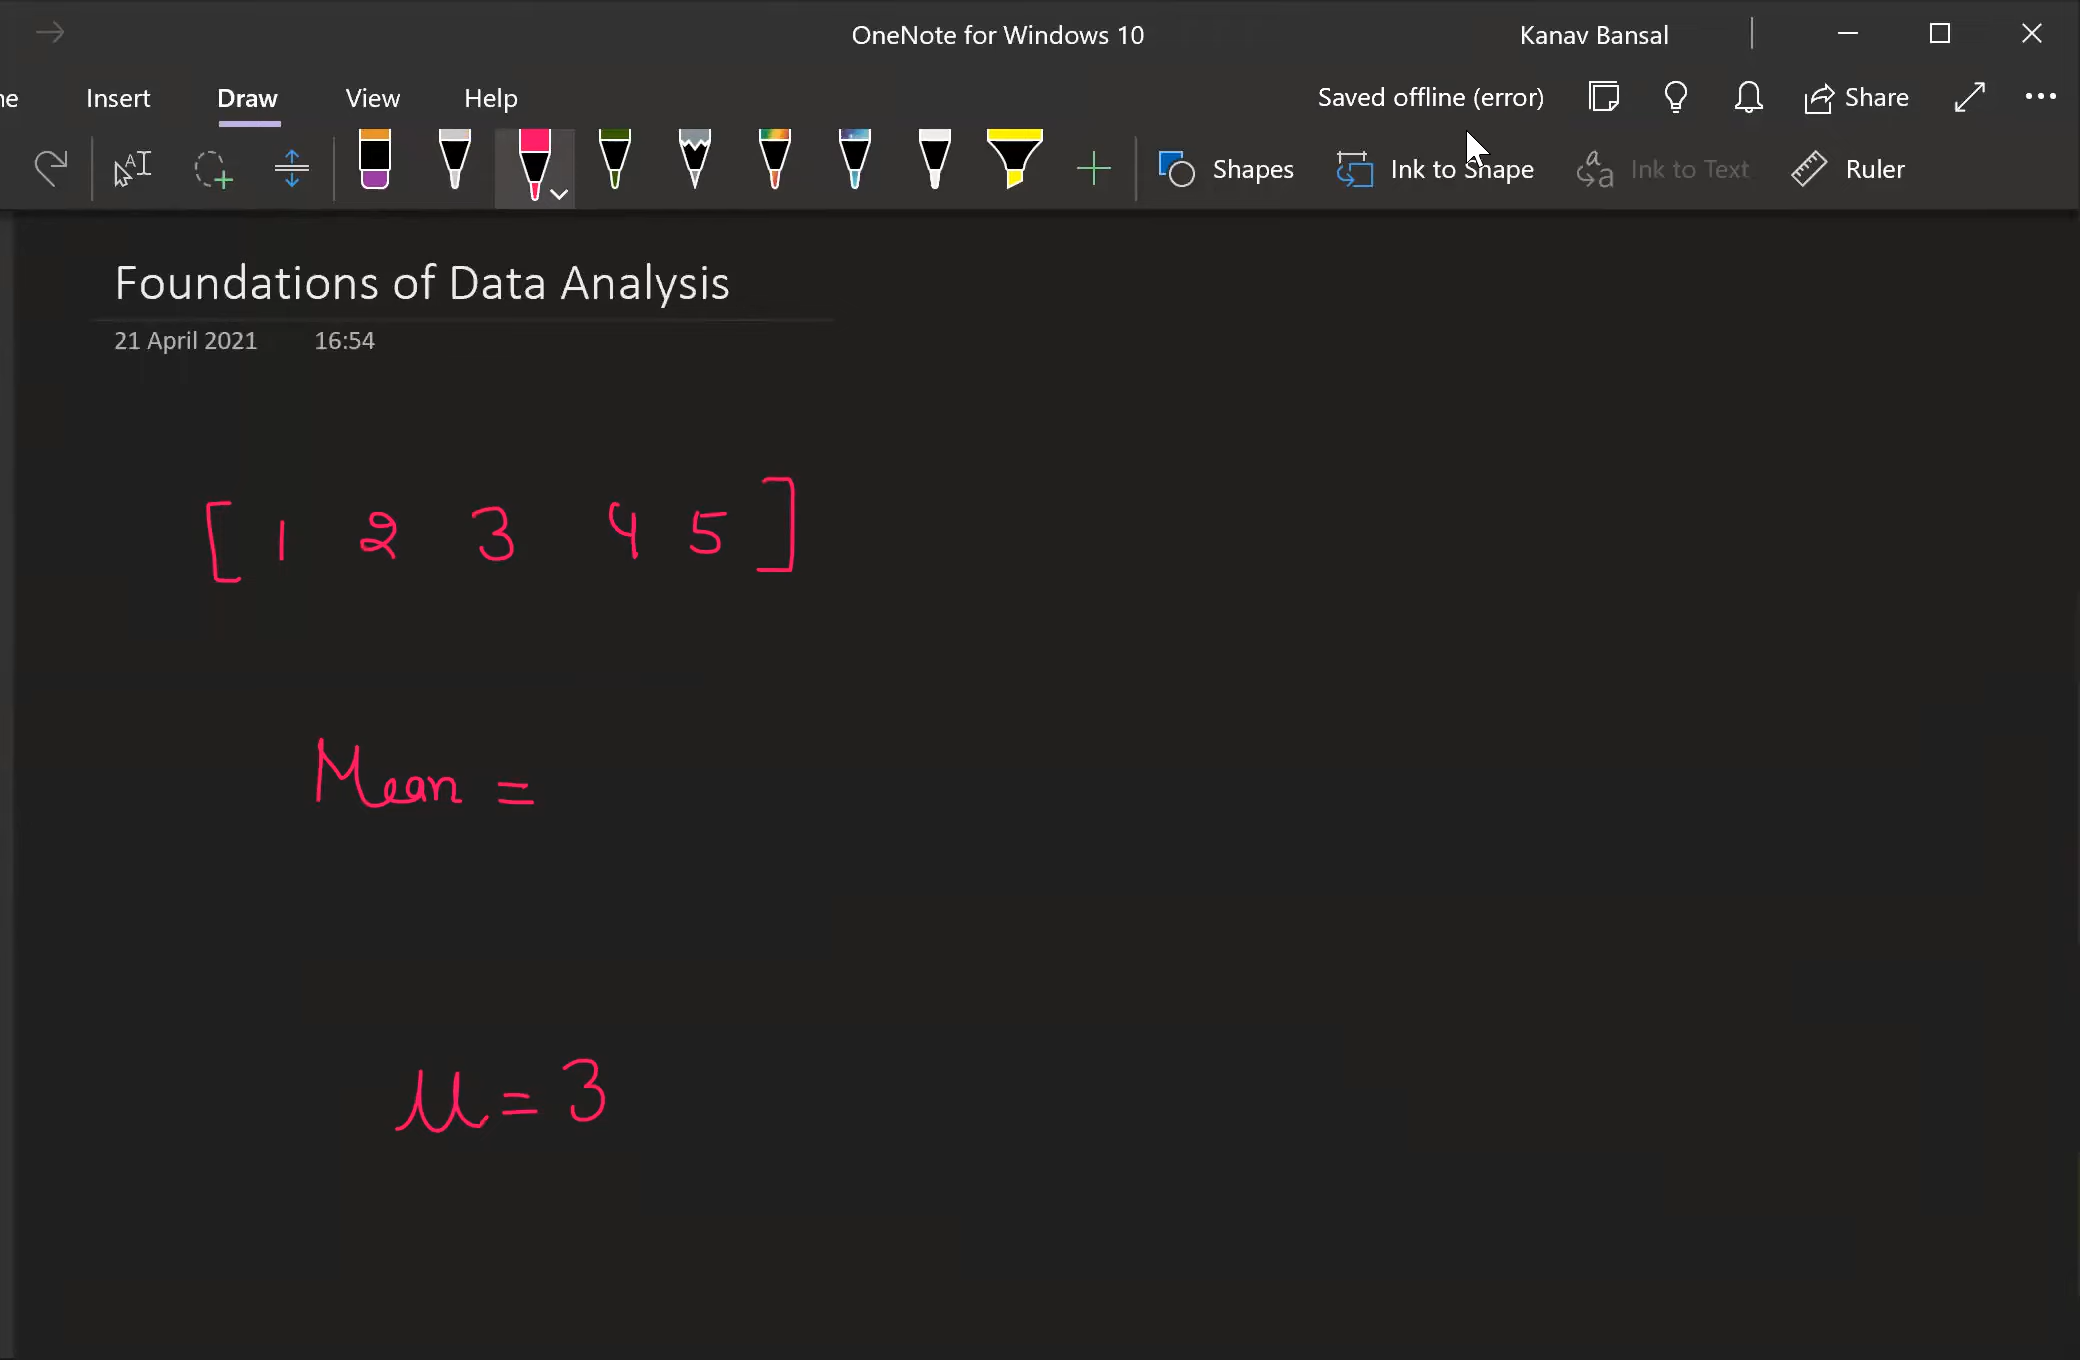 OneNote for Windows 10 Kanav Bansal
Insert Draw View Help Saved offline (error) Share
Shapes Ink to Shape Ink to Text Ruler
Foundations of Data Analysis
21 April 2021 16:54
[ 1 2 3 4 5 ]
Mean =
μ = 3